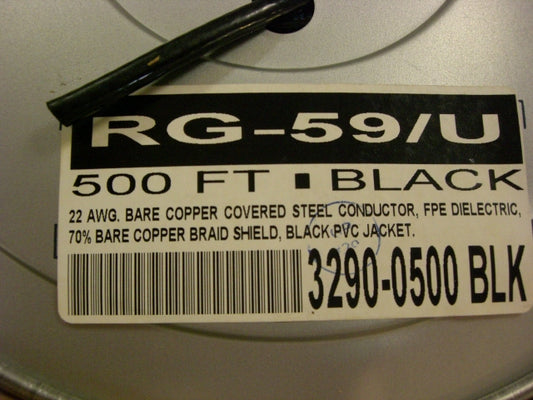 RG-59/U
500 FT ■ BLACK
22 AWG. BARE COPPER COVERED STEEL CONDUCTOR, FPE DIELECTRIC,
70% BARE COPPER BRAID SHIELD, BLACK PVC JACKET.
3290-0500 BLK